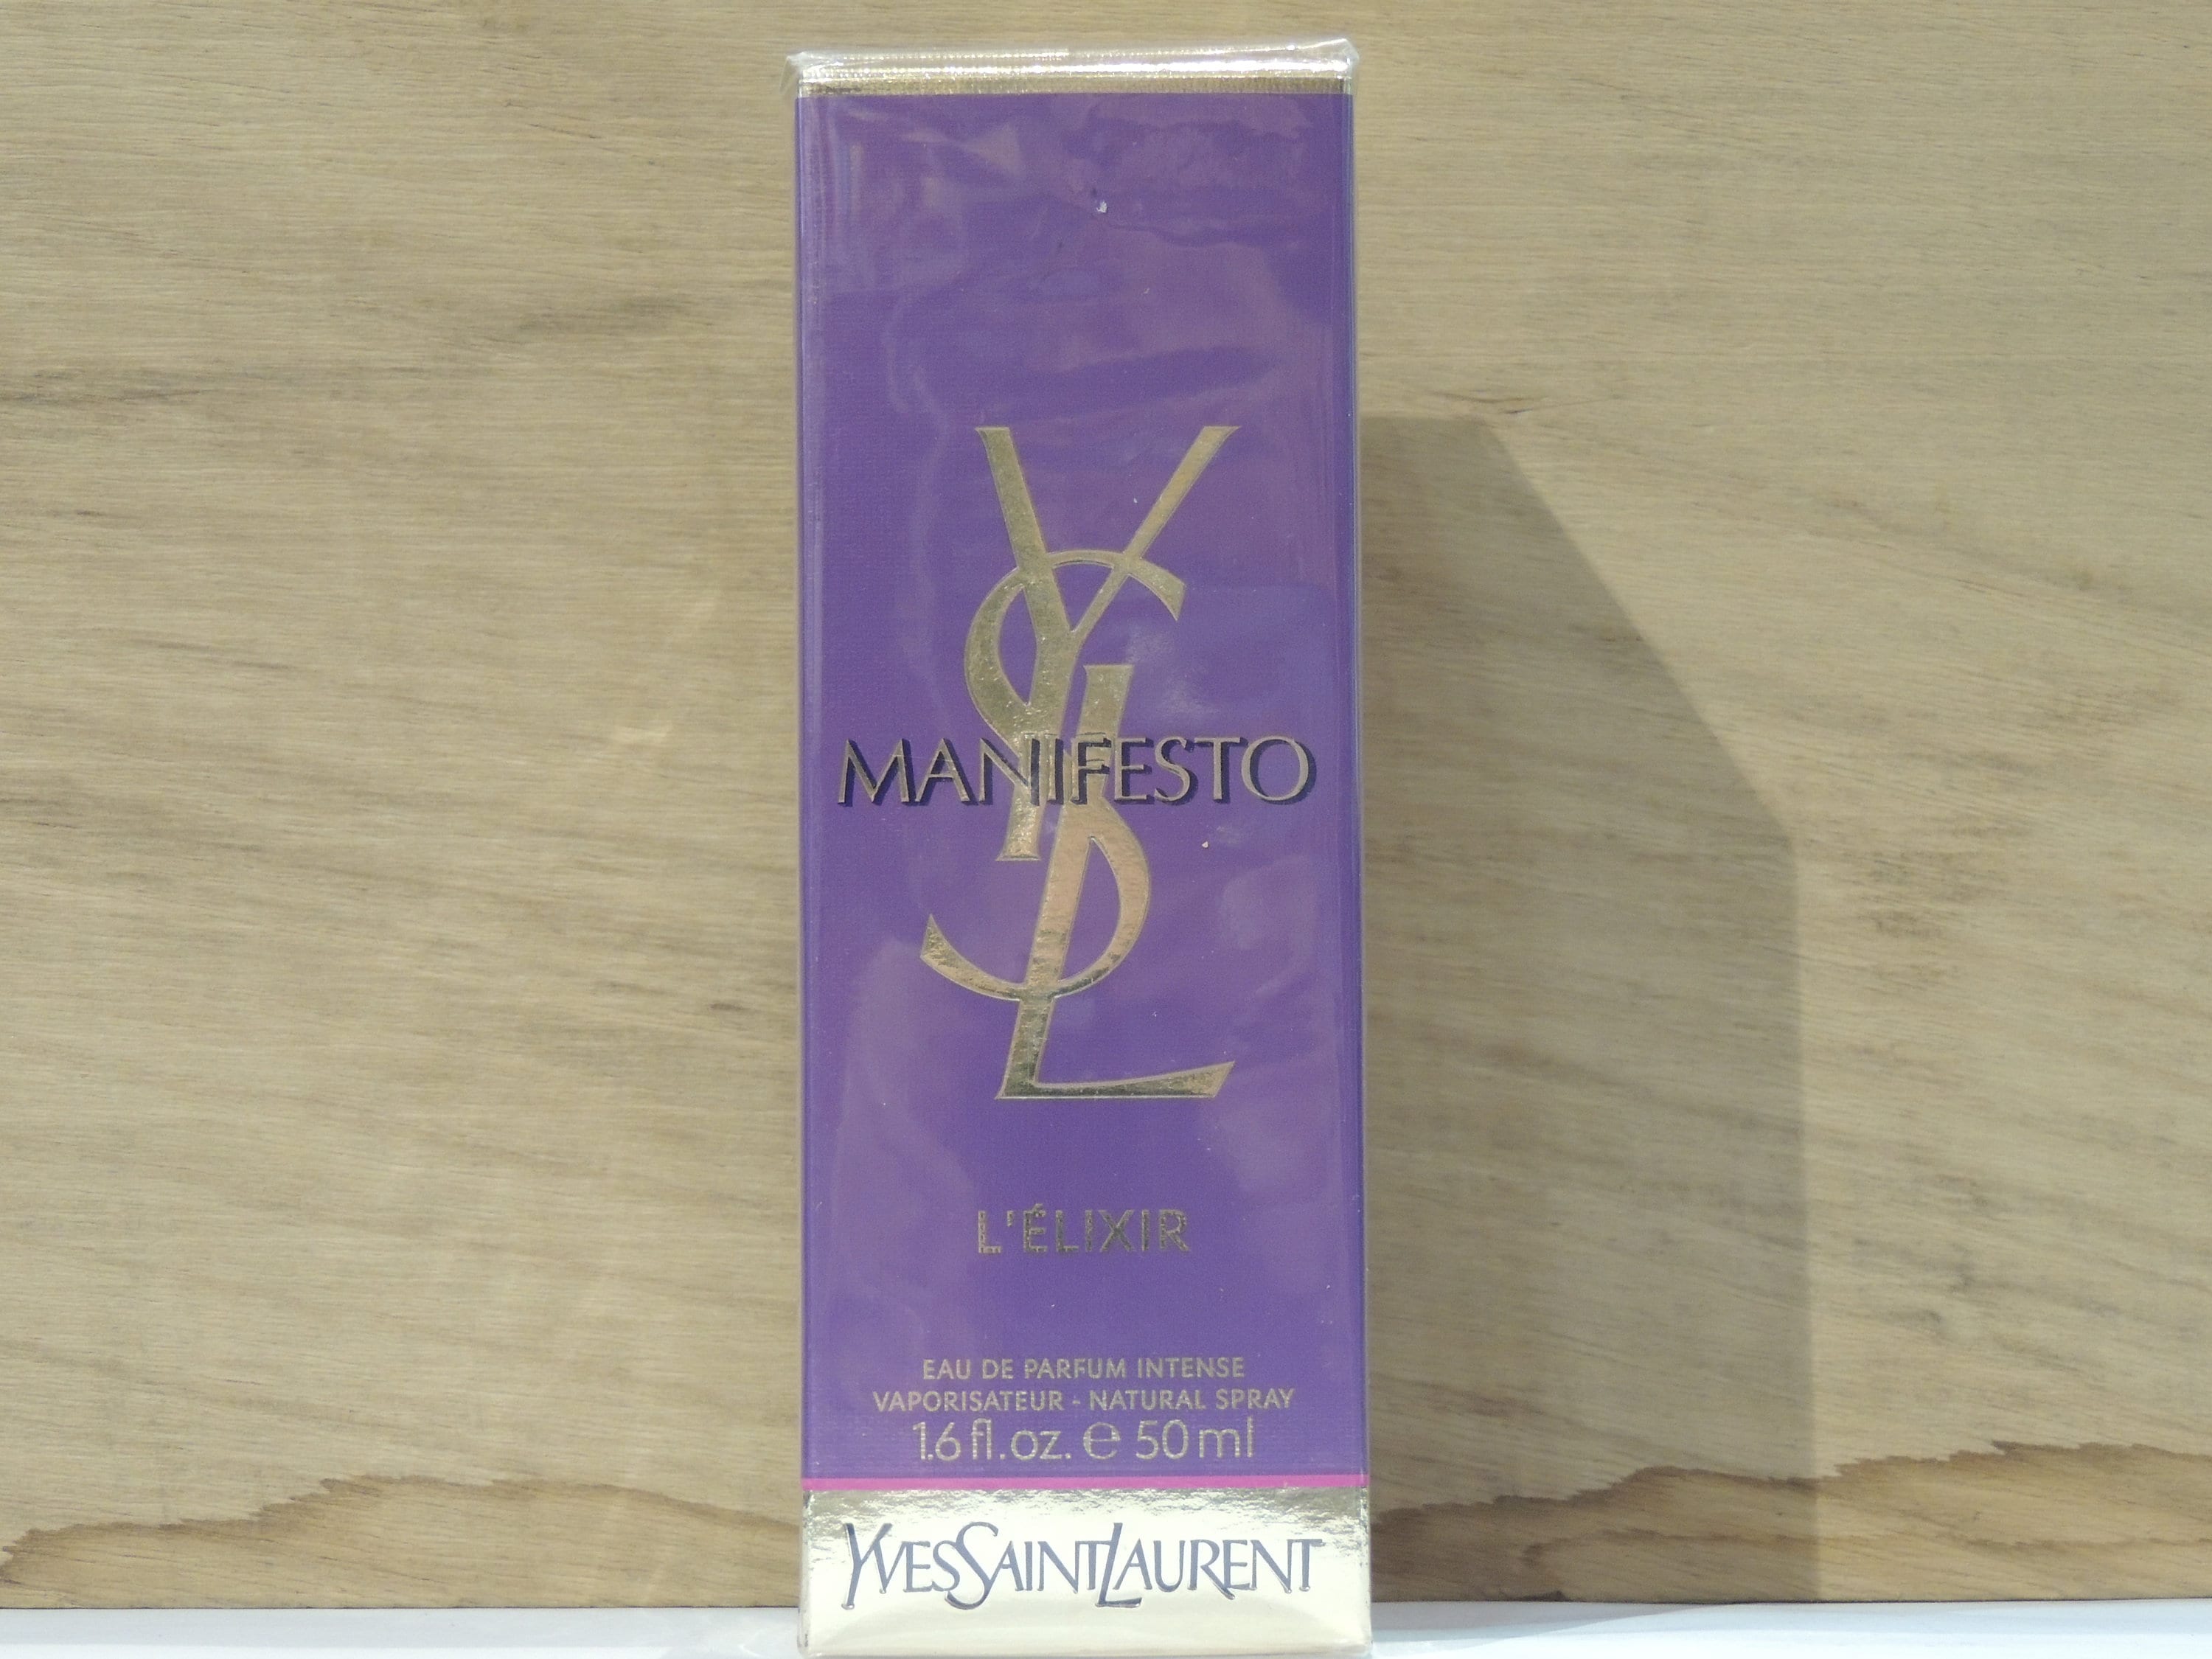 YSL
MANIFESTO
L'ÉLIXIR
EAU DE PARFUM INTENSE
VAPORISATEUR - NATURAL SPRAY
1.6 fl.oz. ℮ 50 ml
YVESSAINTLAURENT